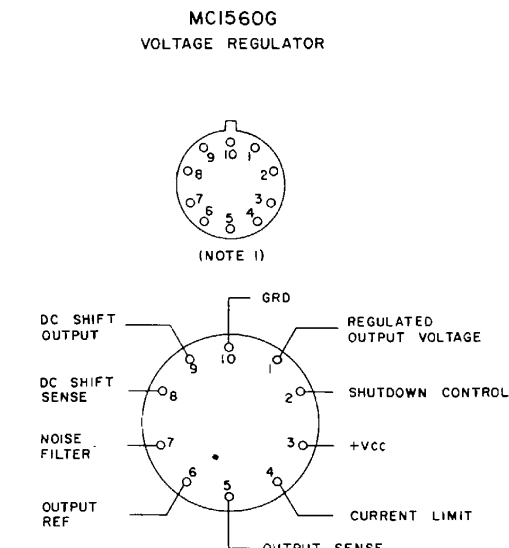 MC1560G
VOLTAGE REGULATOR
9 10 1
8 2
7 3
6 5 4
(NOTE 1)
GRD
DC SHIFT
OUTPUT
REGULATED
OUTPUT VOLTAGE
9 10 1
DC SHIFT
SENSE
8 2 SHUTDOWN CONTROL
NOISE
FILTER
7 3 +VCC
6 5 4
OUTPUT
REF
CURRENT LIMIT
OUTPUT SENSE